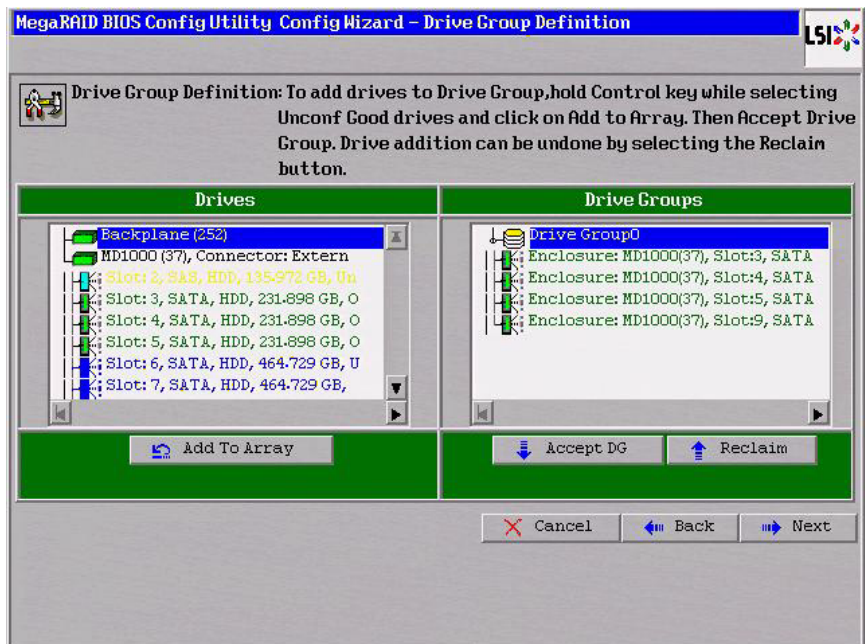 MegaRAID BIOS Config Utility Config Wizard – Drive Group Definition
LSI
Drive Group Definition: To add drives to Drive Group,hold Control key while selecting
Unconf Good drives and click on Add to Array. Then Accept Drive
Group. Drive addition can be undone by selecting the Reclaim
button.
Drives
Backplane (252)
MD1000 (37), Connector: Extern
Slot: 2, SAS, HDD, 135.972 GB, Un
Slot: 3, SATA, HDD, 231.898 GB, O
Slot: 4, SATA, HDD, 231.898 GB, O
Slot: 5, SATA, HDD, 231.898 GB, O
Slot: 6, SATA, HDD, 464.729 GB, U
Slot: 7, SATA, HDD, 464.729 GB,
Add To Array
Drive Groups
Drive Group0
Enclosure: MD1000(37), Slot:3, SATA
Enclosure: MD1000(37), Slot:4, SATA
Enclosure: MD1000(37), Slot:5, SATA
Enclosure: MD1000(37), Slot:9, SATA
Accept DG
Reclaim
Cancel
Back
Next